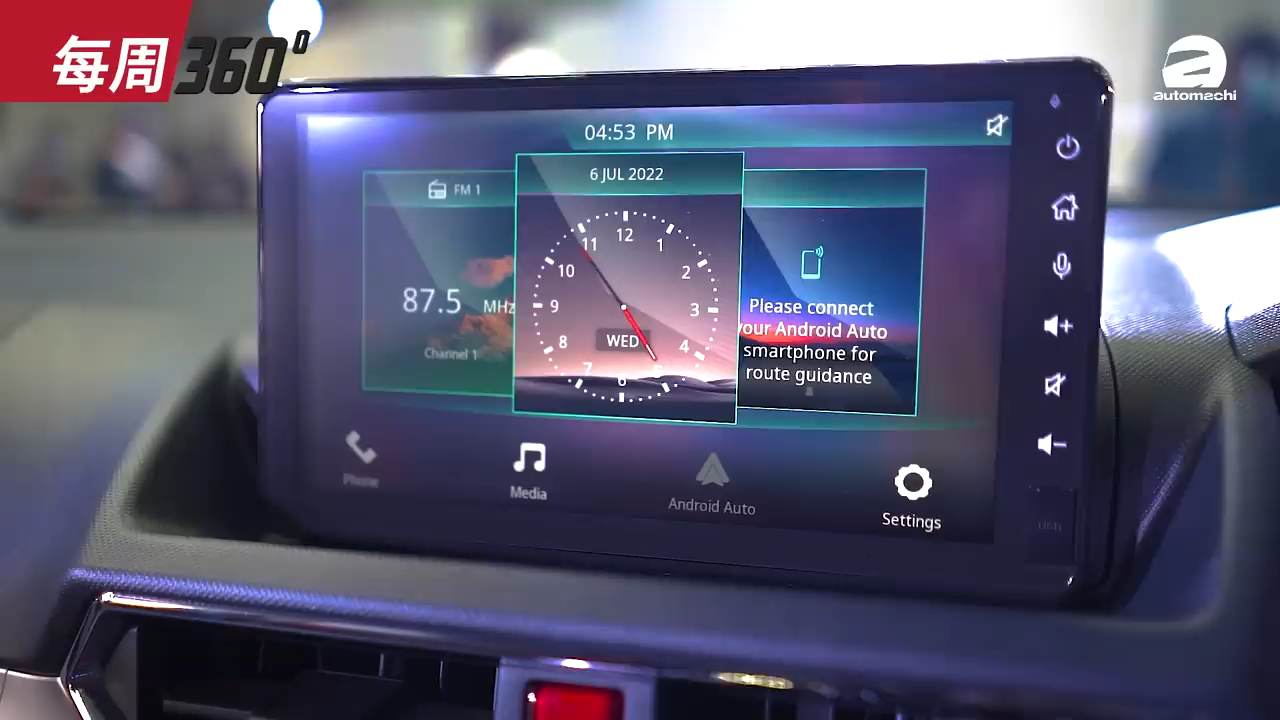 每周360°
automachi
04:53 PM
6 JUL 2022
FM 1
87.5 MHz
Channel 1
12
1
2
3
4
5
6
7
8
9
10
11
WED
Please connect
your Android Auto
smartphone for
route guidance
Phone
Media
Android Auto
Settings
USB